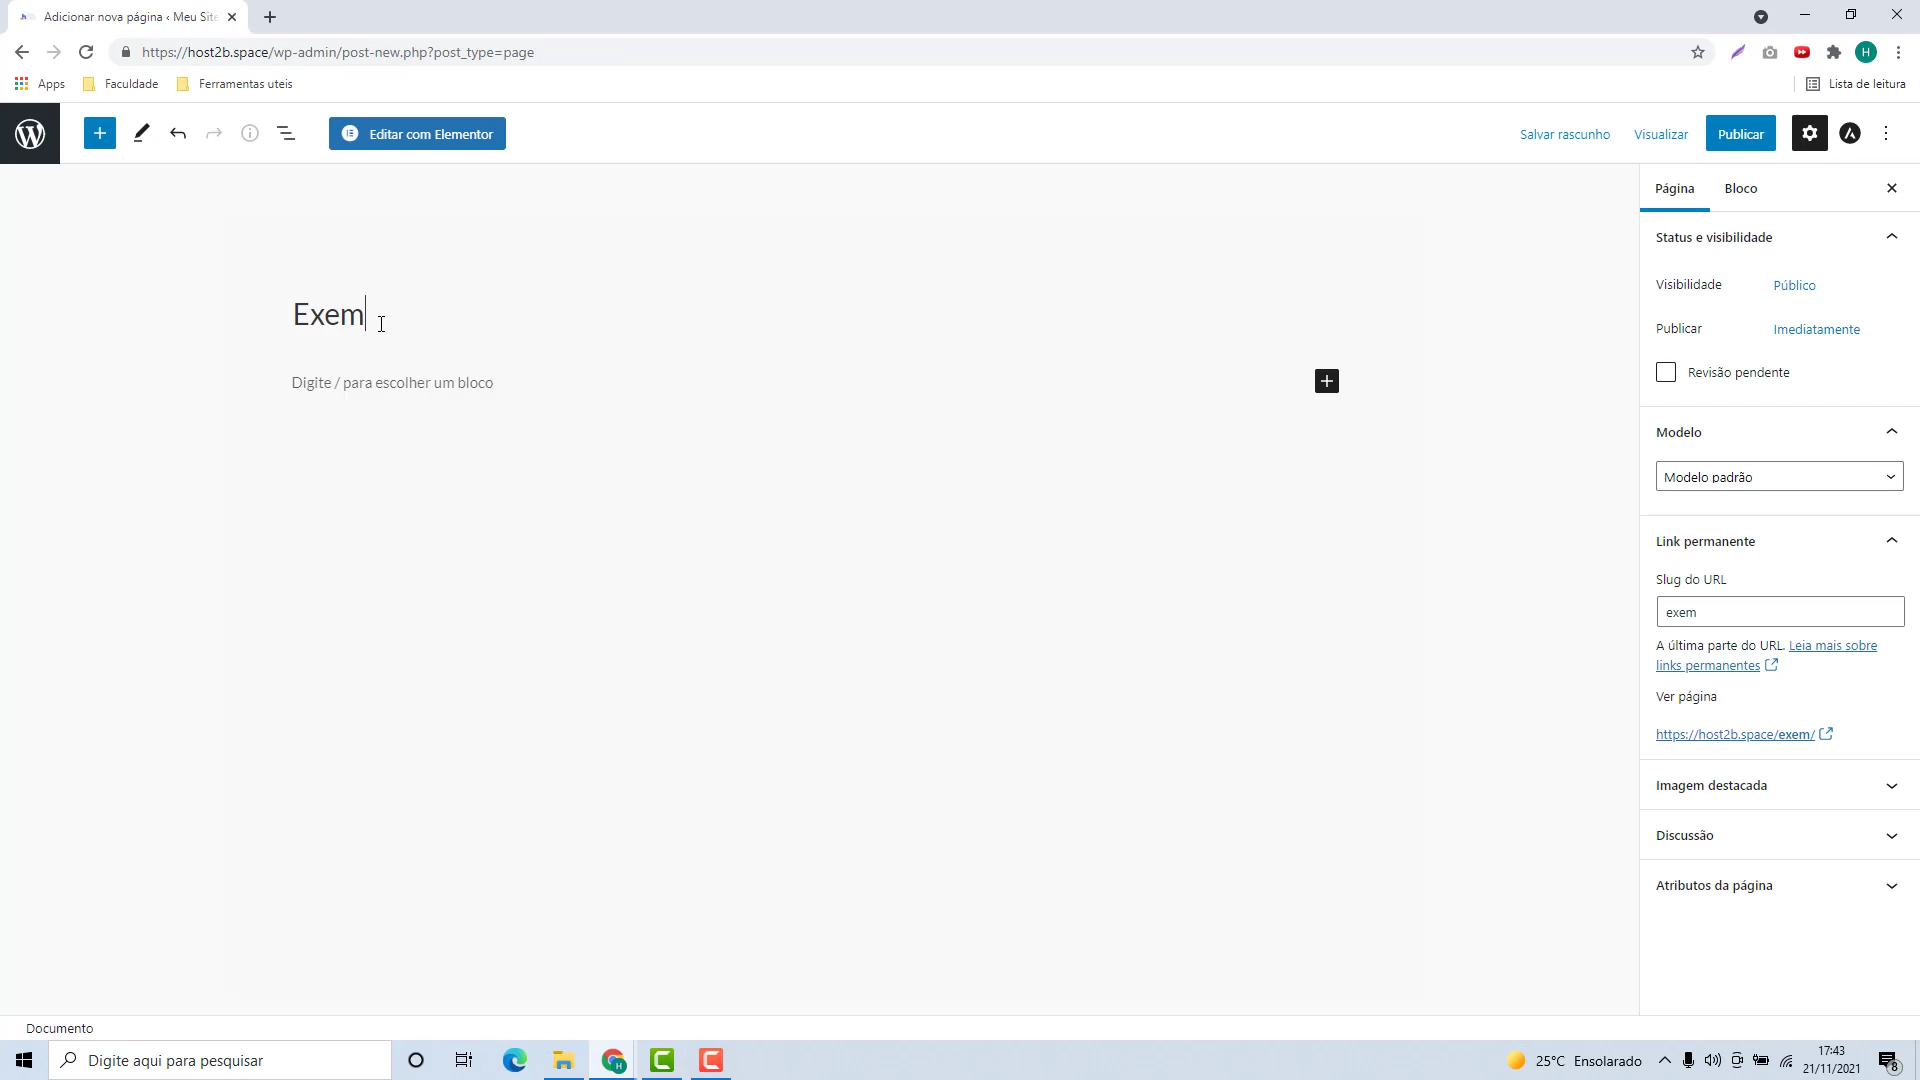 Adicionar nova página ‹ Meu Site
https://host2b.space/wp-admin/post-new.php?post_type=page
H
Apps
Faculdade
Ferramentas uteis
Lista de leitura
Editar com Elementor
Salvar rascunho
Visualizar
Publicar
Página
Bloco
Status e visibilidade
Visibilidade
Público
Publicar
Imediatamente
Revisão pendente
Exem
Digite / para escolher um bloco
Modelo
Modelo padrão
Link permanente
Slug do URL
exem
A última parte do URL. Leia mais sobre
links permanentes
Ver página
https://host2b.space/exem/
Imagem destacada
Discussão
Atributos da página
Documento
Digite aqui para pesquisar
25°C Ensolarado
17:43
21/11/2021
8